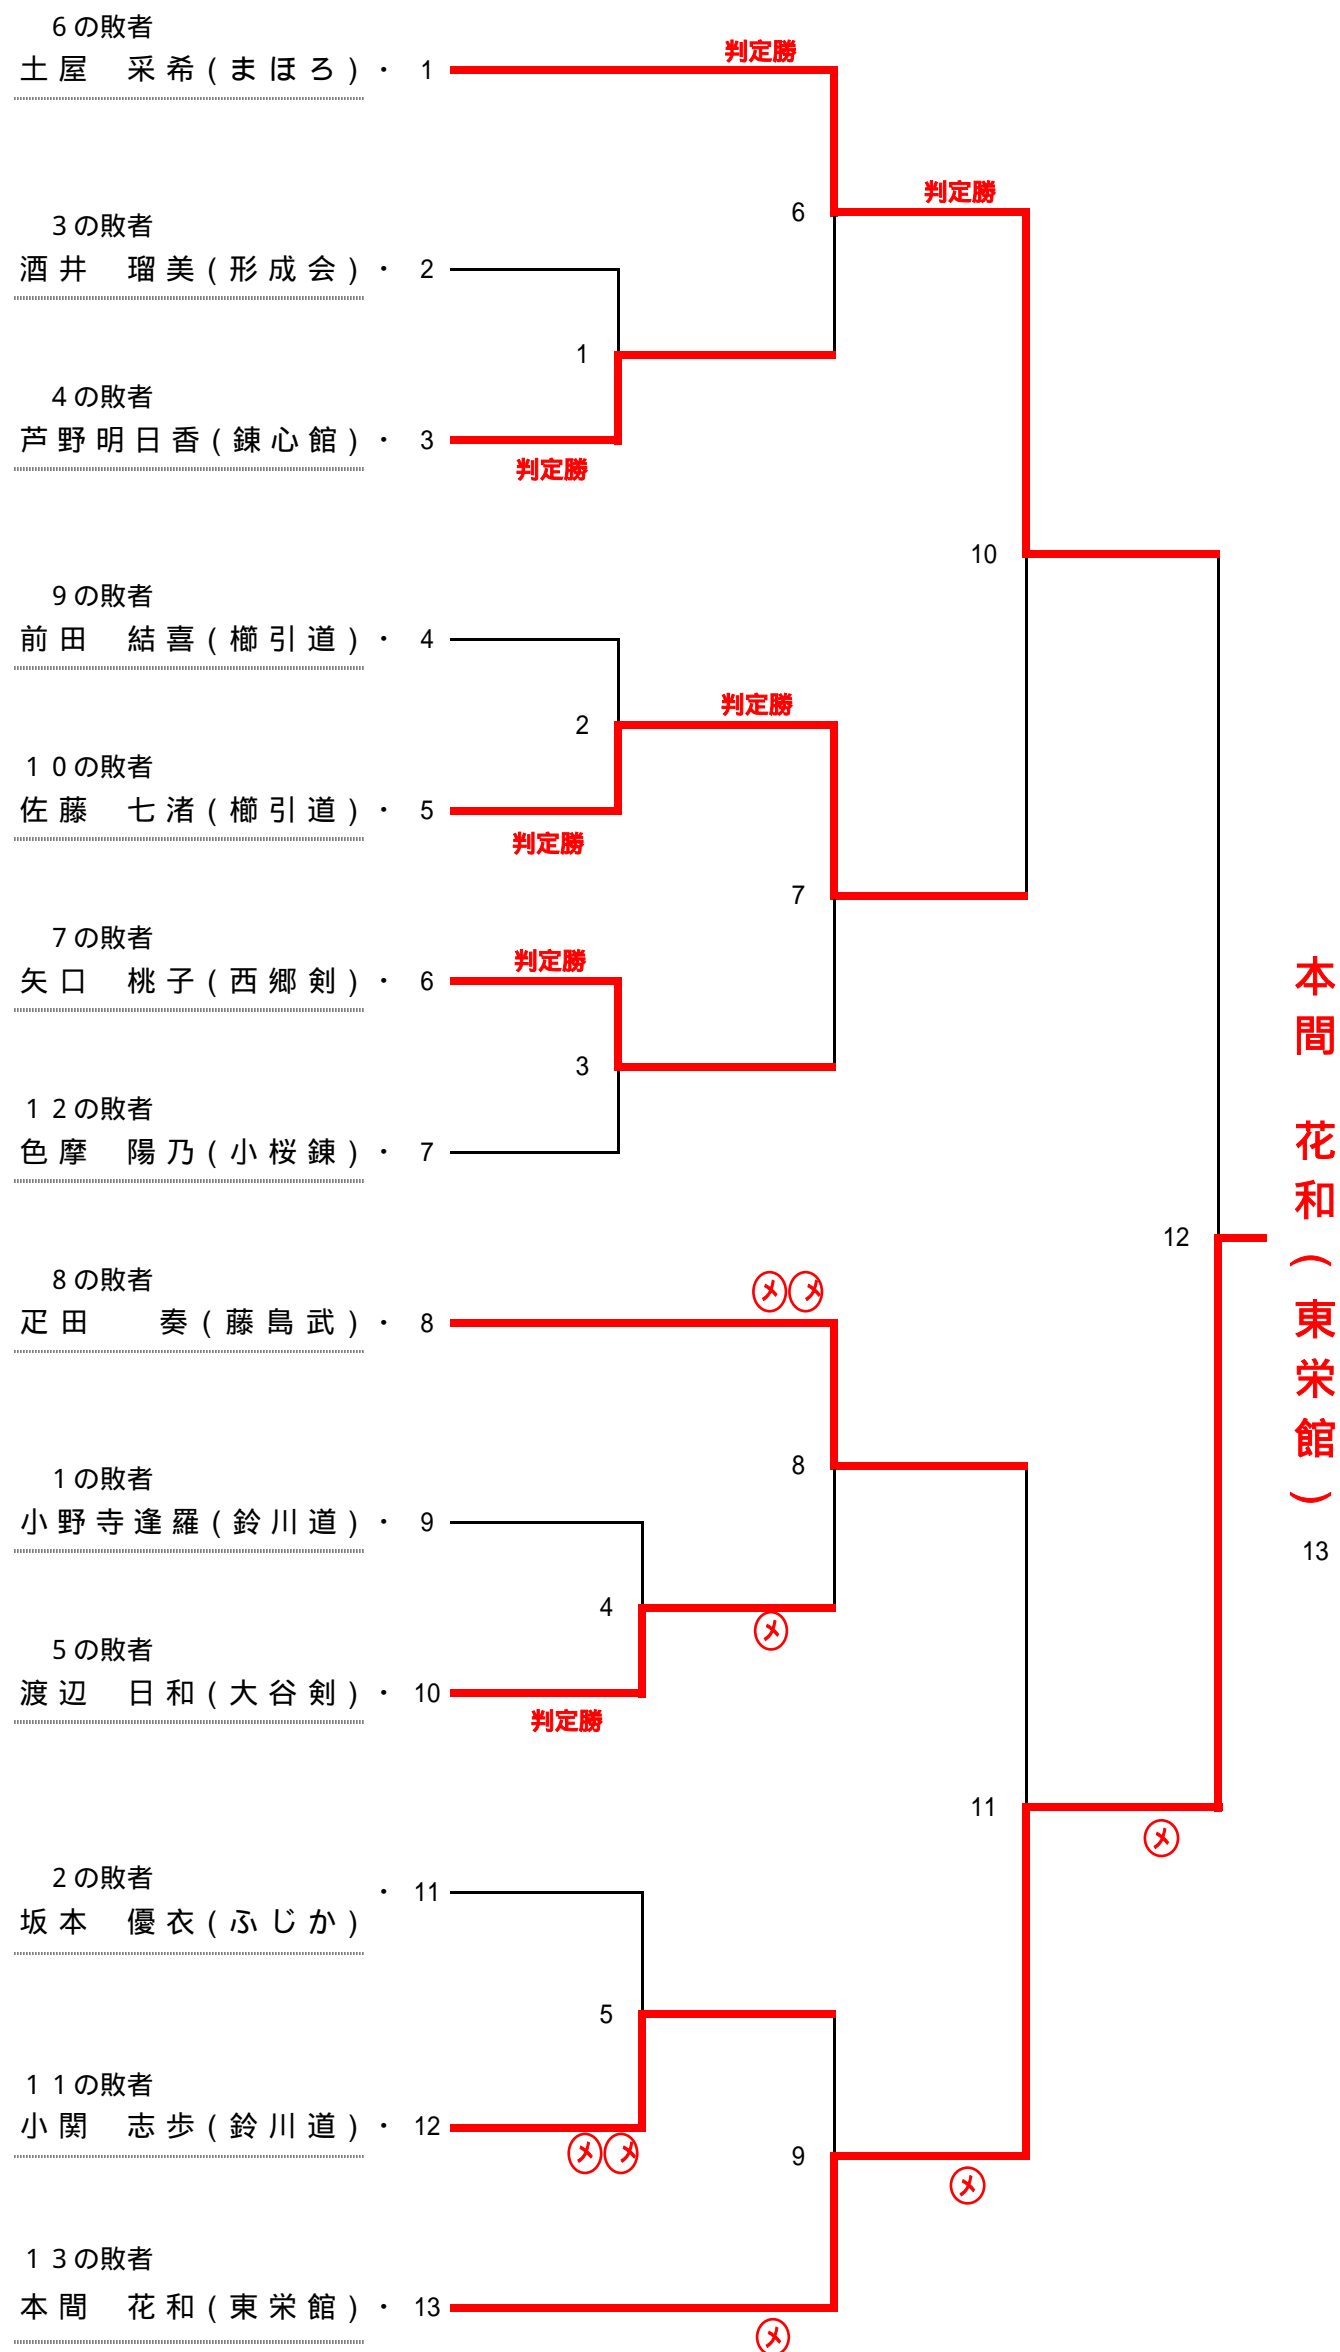 6の敗者
判定勝
土屋 采希(まほろ)・ 1
判定勝
6
3の敗者
酒井 瑠美(形成会)・ 2
1
4の敗者
芦野明日香(錬心館)・ 3
判定勝
10
9の敗者
前田 結喜(櫛引道)・ 4
判定勝
2
10の敗者
佐藤 七渚(櫛引道)・ 5
判定勝
7
7の敗者
判定勝
矢口 桃子(西郷剣)・ 6
3
12の敗者
色摩 陽乃(小桜錬)・ 7
12
本間 花和(東栄館)
13
8の敗者
メメ
疋田 奏(藤島武)・ 8
8
1の敗者
小野寺逢羅(鈴川道)・ 9
4
メ
5の敗者
渡辺 日和(大谷剣)・ 10
判定勝
11
メ
2の敗者
・ 11
坂本 優衣(ふじか)
5
11の敗者
小関 志歩(鈴川道)・ 12
メメ
9
メ
13の敗者
本間 花和(東栄館)・ 13
メ